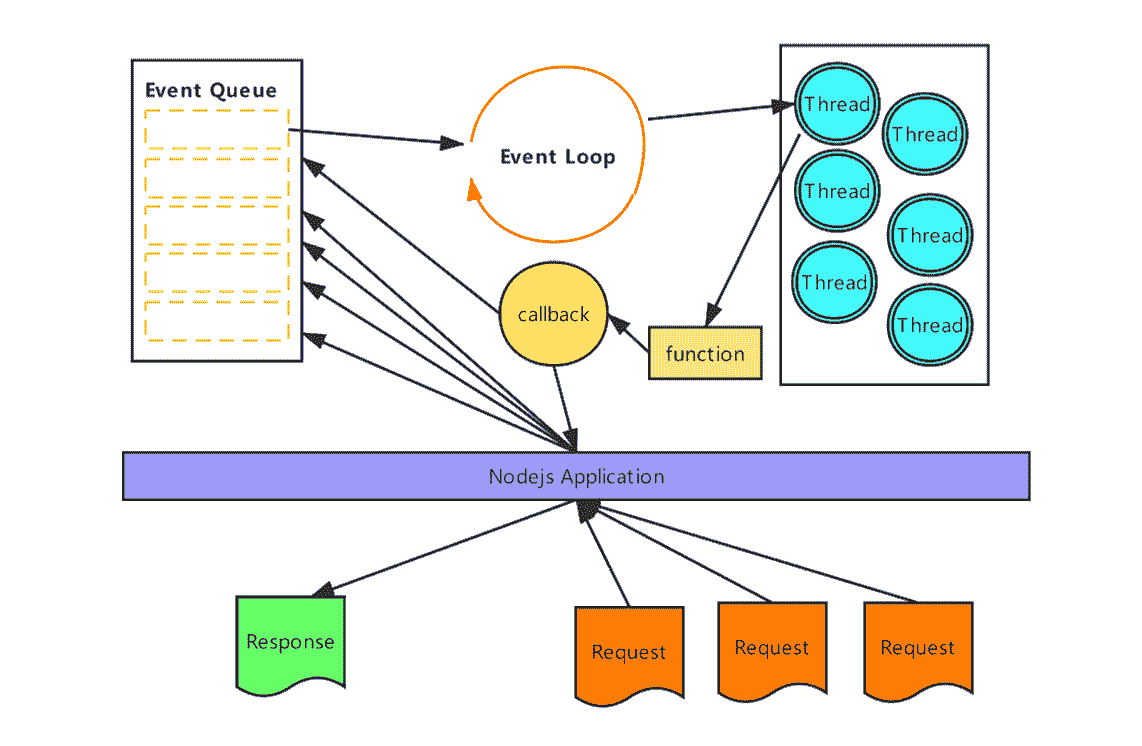 Event Queue
Event Loop
Thread
Thread
Thread
Thread
Thread
Thread
callback
function
Nodejs Application
Response
Request
Request
Request